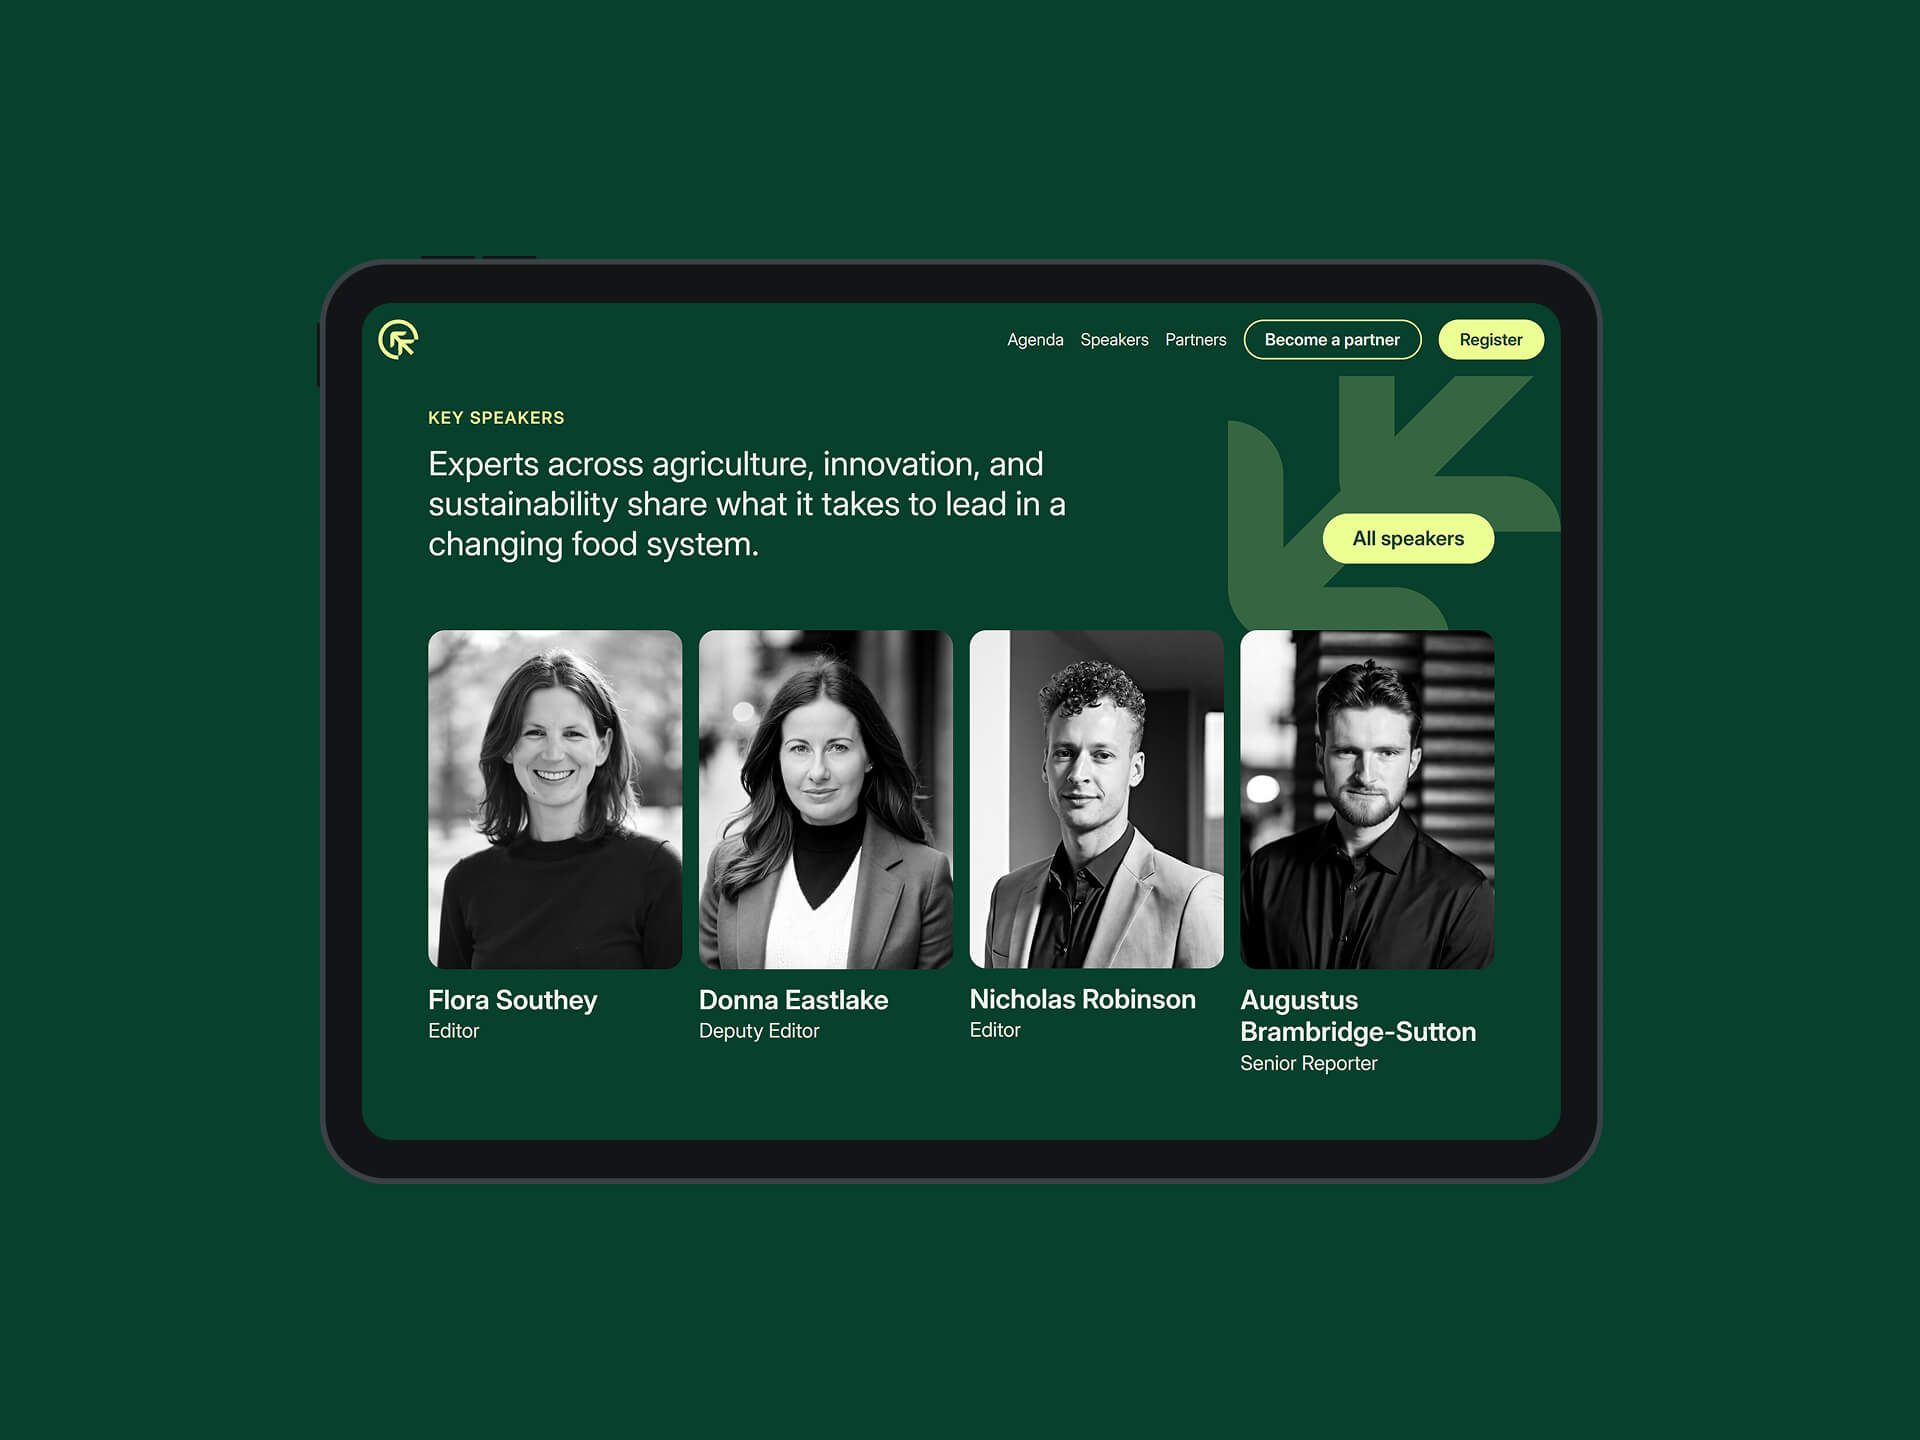 Agenda Speakers Partners Become a partner Register
KEY SPEAKERS
Experts across agriculture, innovation, and
sustainability share what it takes to lead in a
changing food system.
All speakers
Flora Southey
Editor
Donna Eastlake
Deputy Editor
Nicholas Robinson
Editor
Augustus
Brambridge-Sutton
Senior Reporter